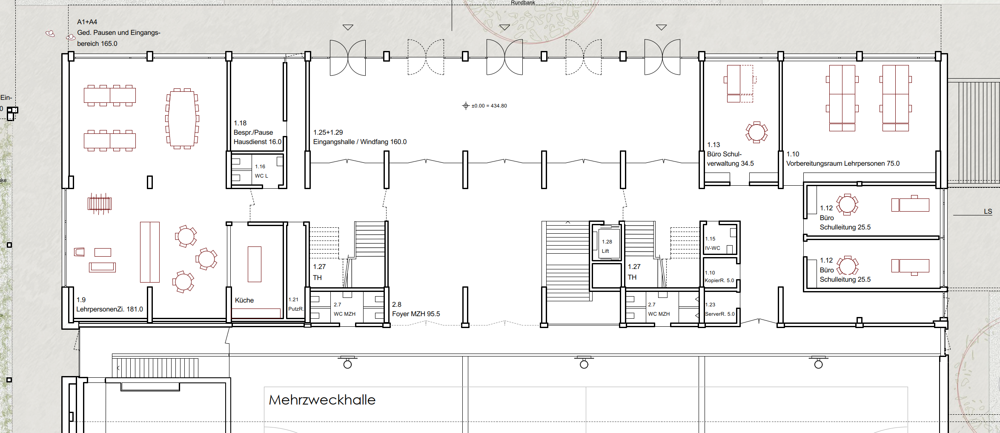 Rundbank
A1+A4
Ged. Pausen und Eingangs-
bereich 165.0
Ein-
0
±0.00 = 434.80
1.18
Bespr./Pause
Hausdienst 16.0
1.25+1.29
Eingangshalle / Windfang 160.0
1.13
Büro Schul-
verwaltung 34.5
1.10
Vorbereitungsraum Lehrpersonen 75.0
1.16
WC L
1.12
Büro
Schulleitung 25.5
LS
1.28
Lift
1.15
IV-WC
1.27
TH
1.27
TH
1.10
KopierR. 5.0
1.12
Büro
Schulleitung 25.5
1.9
LehrpersonenZi. 181.0
Küche
1.21
PutzR.
2.7
WC MZH
2.8
Foyer MZH 95.5
2.7
WC MZH
1.23
ServerR. 5.0
Mehrzweckhalle